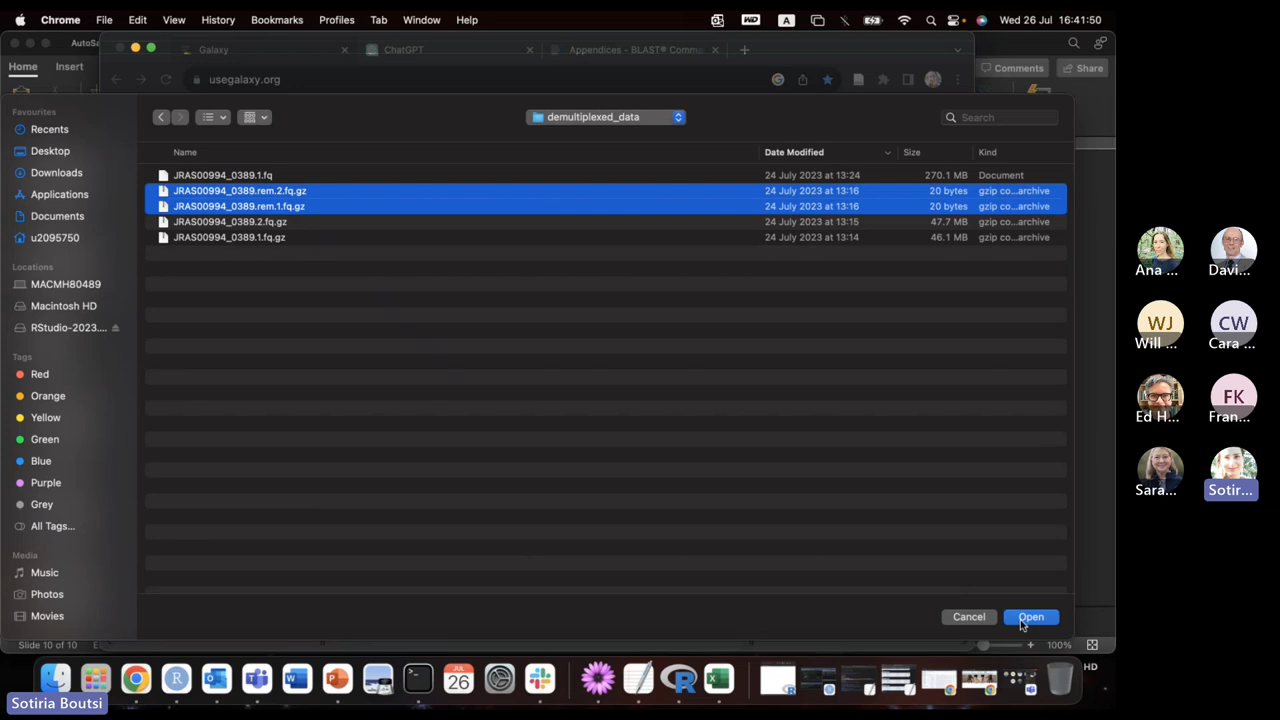 Chrome File Edit View History Bookmarks Profiles Tab Window Help WD A Wed 26 Jul 16:41:50
Galaxy ChatGPT Appendices - BLAST® Comma
Home Insert
usegalaxy.org
Comments Share
Favourites
Recents
Desktop
Downloads
Applications
Documents
u2095750
Locations
MACMH80489
Macintosh HD
RStudio-2023....
Tags
Red
Orange
Yellow
Green
Blue
Purple
Grey
All Tags...
Media
Music
Photos
Movies
demultiplexed_data
Search
Name Date Modified Size Kind
JRAS00994_0389.1.fq 24 July 2023 at 13:24 270.1 MB Document
JRAS00994_0389.rem.2.fq.gz 24 July 2023 at 13:16 20 bytes gzip co...archive
JRAS00994_0389.rem.1.fq.gz 24 July 2023 at 13:16 20 bytes gzip co...archive
JRAS00994_0389.2.fq.gz 24 July 2023 at 13:15 47.7 MB gzip co...archive
JRAS00994_0389.1.fq.gz 24 July 2023 at 13:14 46.1 MB gzip co...archive
Cancel Open
Slide 10 of 10
100%
JUL
26
HD
Sotiria Boutsi
Ana ...
Davi...
WJ
Will ...
CW
Cara ...
Ed H...
FK
Fran...
Sara...
Sotir...